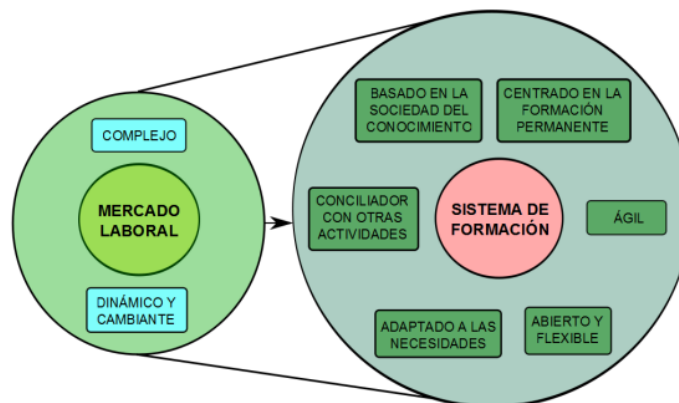 COMPLEJO
MERCADO
LABORAL
DINÁMICO Y
CAMBIANTE
BASADO EN LA
SOCIEDAD DEL
CONOCIMIENTO
CENTRADO EN LA
FORMACIÓN
PERMANENTE
CONCILIADOR
CON OTRAS
ACTIVIDADES
SISTEMA DE
FORMACIÓN
ÁGIL
ADAPTADO A LAS
NECESIDADES
ABIERTO Y
FLEXIBLE